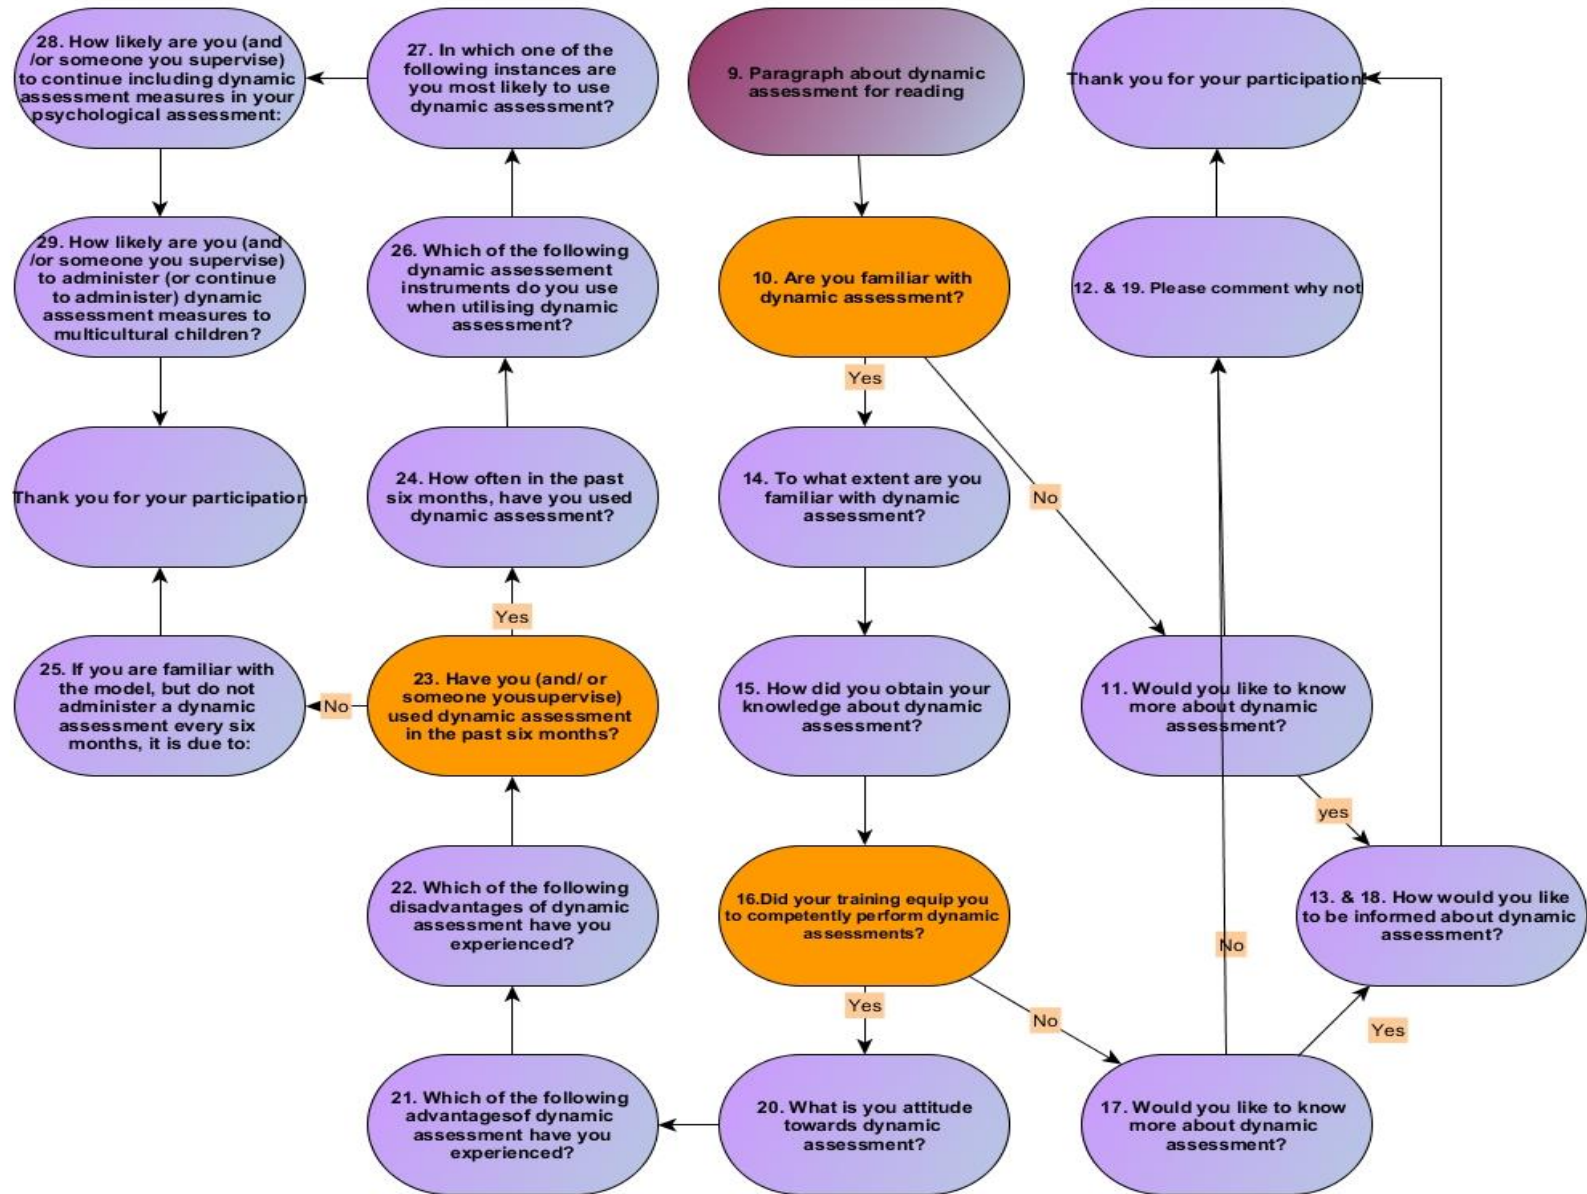 28. How likely are you (and
/or someone you supervise)
to continue including dynamic
assessment measures in your
psychological assessment:
27. In which one of the
following instances are
you most likely to use
dynamic assessment?
9. Paragraph about dynamic
assessment for reading
Thank you for your participation!
29. How likely are you (and
/or someone you supervise)
to administer (or continue
to administer) dynamic
assessment measures to
multicultural children?
26. Which of the following
dynamic assessement
instruments do you use
when utilising dynamic
assessment?
10. Are you familiar with
dynamic assessment?
12. & 19. Please comment why not
Yes
Thank you for your participation
24. How often in the past
six months, have you used
dynamic assessment?
14. To what extent are you
familiar with dynamic
assessment?
No
Yes
25. If you are familiar with
the model, but do not
administer a dynamic
assessment every six
months, it is due to:
No
23. Have you (and/ or
someone yousupervise)
used dynamic assessment
in the past six months?
15. How did you obtain your
knowledge about dynamic
assessment?
11. Would you like to know
more about dynamic
assessment?
yes
22. Which of the following
disadvantages of dynamic
assessment have you
experienced?
16.Did your training equip you
to competently perform dynamic
assessments?
No
13. & 18. How would you like
to be informed about dynamic
assessment?
Yes
No
Yes
21. Which of the following
advantagesof dynamic
assessment have you
experienced?
20. What is you attitude
towards dynamic
assessment?
17. Would you like to know
more about dynamic
assessment?